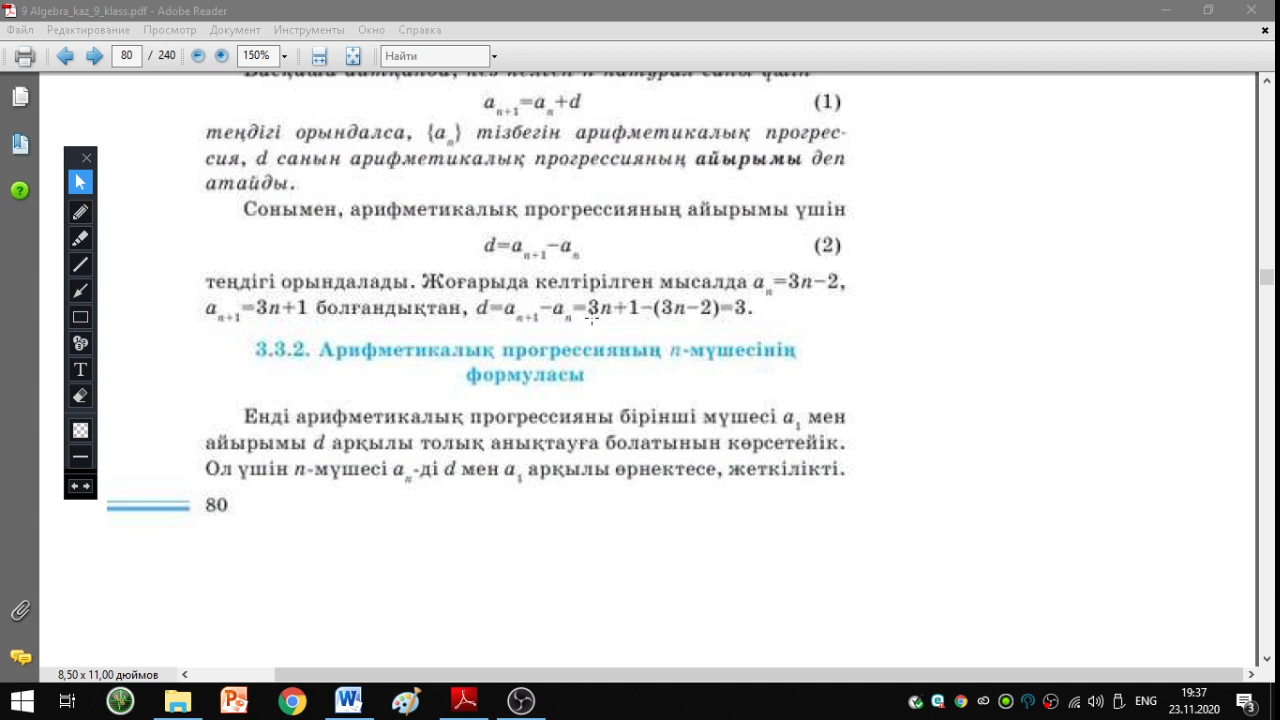 9 Algebra_kaz_9_klass.pdf - Adobe Reader
Файл Редактирование Просмотр Документ Инструменты Окно Справка
80 / 240 150% Найти
a_{n+1}=a_n+d (1)
теңдігі орындалса, {a_n} тізбегін арифметикалық прогрес-
сия, d санын арифметикалық прогрессияның айырымы деп
атайды.
Сонымен, арифметикалық прогрессияның айырымы үшін
d=a_{n+1}−a_n (2)
теңдігі орындалады. Жоғарыда келтірілген мысалда a_n=3n−2,
a_{n+1}=3n+1 болғандықтан, d=a_{n+1}−a_n=3n+1−(3n−2)=3.
3.3.2. Арифметикалық прогрессияның n-мүшесінің
формуласы
Енді арифметикалық прогрессияны бірінші мүшесі a_1 мен
айырымы d арқылы толық анықтауға болатынын көрсетейік.
Ол үшін n-мүшесі a_n-ді d мен a_1 арқылы өрнектесе, жеткілікті.
80
8,50 x 11,00 дюймов
ENG
19:37
23.11.2020
3